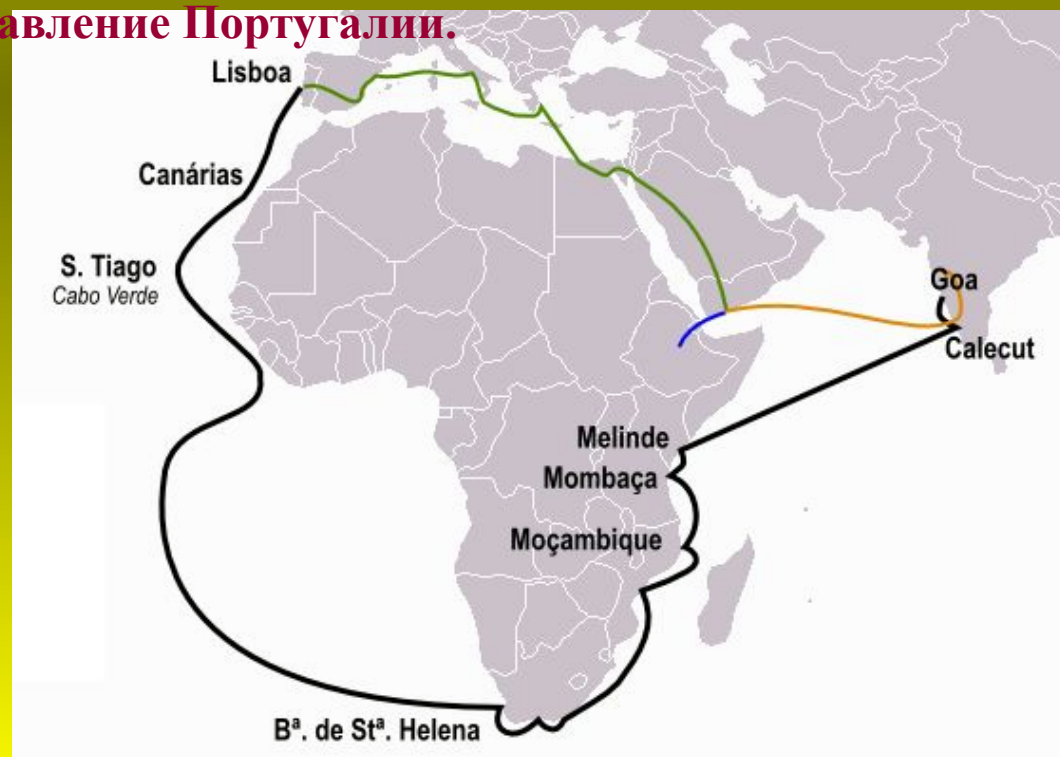 авление Португалии.
Lisboa
Canárias
S. Tiago
Cabo Verde
Goa
Calecut
Melinde
Mombaça
Moçambique
Bª. de Stª. Helena